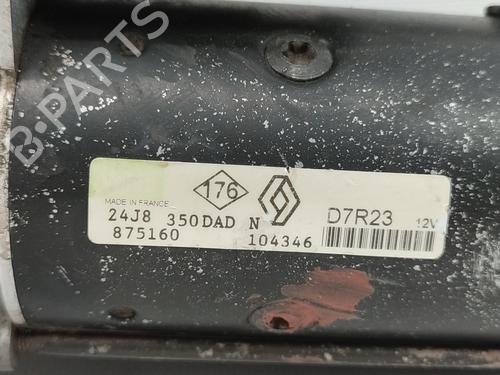 B-PARTS
176
MADE IN FRANCE
24J8 350DAD N D7R23 12V
875160 104346